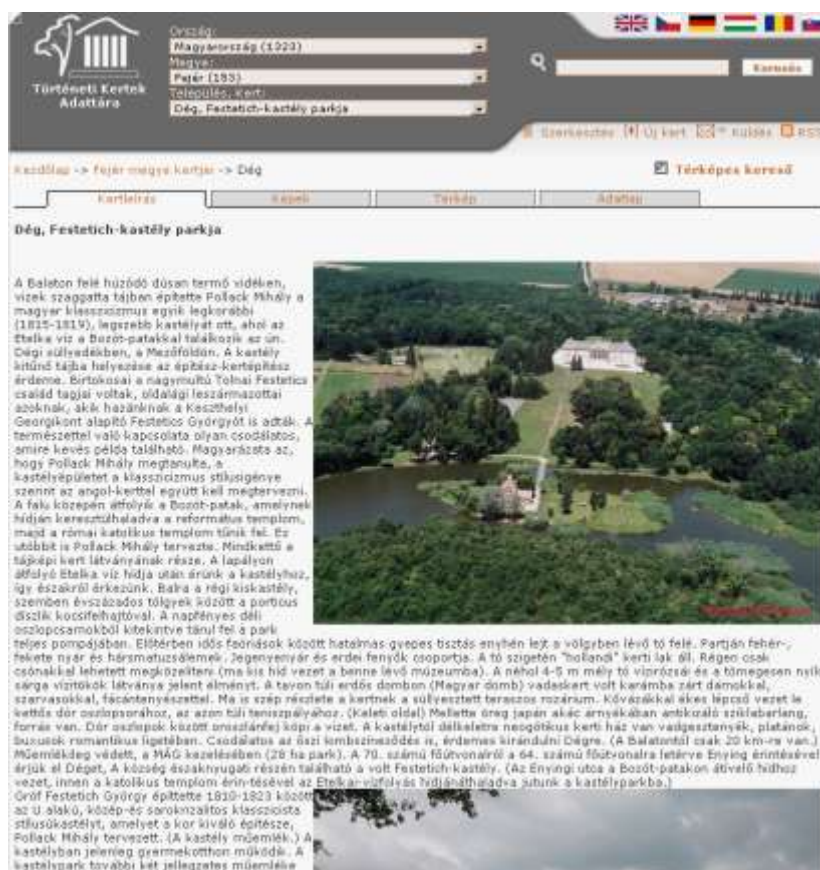 Ország:
Magyarország (1323)
Megye:
Fejér (183)
Település, Kert:
Dég, Festetich-kastély parkja
Történeti Kertek
Adattára
Keresés
Szerkesztés Új kert Küldés RSS
Kezdőlap -> Fejér megye kertjei -> Dég
Térképes kereső
Kertleírás Képek Térkép Adatlap
Dég, Festetich-kastély parkja
A Balaton felé húzódó dúsan termő vidéken,
vizek szaggatta tájban építette Pollack Mihály a
magyar klasszicizmus egyik legkorábbi
(1815-1819), legszebb kastélyát ott, ahol az
Etelka víz a Bozót-patakkal találkozik az ún.
Dégi süllyedékben, a Mezőföldön. A kastély
kitűnő tájba helyezése az építész-kertépítész
érdeme. Birtokosai a nagymultú Tolnai Festetics
család tagjai voltak, oldalági leszármazottai
azoknak, akik hazánknak a Keszthelyi
Georgikont alapító Festetics Györgyöt is adták. A
természettel való kapcsolata olyan csodálatos,
amire kevés példa található. Magyarázata az,
hogy Pollack Mihály megtanulta, a
kastélyépületet a klasszicizmus stílusigénye
szerint az angol-kerttel együtt kell megtervezni.
A falu közepén átfolyik a Bozót-patak, amelynek
hídján keresztülhaladva a református templom,
majd a római katolikus templom tűnik fel. Ez
utóbbit is Pollack Mihály tervezte. Mindkettő a
tájképi kert látványának része. A lapályon
átfolyó Etelka víz hídja után érünk a kastélyhoz,
így északról érkezünk. Balra a régi kiskastély,
szemben évszázados tölgyek között a porticus
díszlik kocsifelhajtóval. A napfényes déli
oszlopcsarnokból kitekintve tárul fel a park
teljes pompájában. Előtérben idős feóriások között hatalmas gyepes tisztás enyhén lejt a völgyben lévő tó felé. Partján fehér-,
fekete nyár és hársmatuzsálemek. Jegenyenyár és erdei fenyők csoportja. A tó szigetén "hollandi" kerti lak áll. Régen csak
csónakkal lehetett megközelíteni (ma kis híd vezet a benne lévő múzeumba). A néhol 4-5 m mély tó vízrózsái és a tömegesen nyíló
sárga vízitökök látványa jelent élményt. A tavon túli erdős dombon (Magyar domb) vadaskert volt karámba zárt dámokkal,
szarvasokkal, fácántenyészettel. Ma is szép részlete a kertnek a süllyesztett teraszos rozárium. Kővázákkal ékes lépcső vezet le
kettős dór oszlopsorához, az azon túli teniszpályához. (Keleti oldal) Mellette öreg japán akác árnyékában antikizáló sziklabarlang,
forrás van. Dór oszlopok között oroszlánfej köpi a vizet. A kastélytól délkeletre neogótikus kerti ház van vadgesztenyék, platánok,
buxusok romantikus ligetében. Csodálatos az őszi lombszíneződés is, érdemes kirándulni Dégre. (A Balatontól csak 20 km-re van.)
Műemlékileg védett, a MÁG kezelésében (28 ha park). A 70. számú főútvonalról a 64. számú főútvonalra letérve Enying érintésével
érjük el Déget, A község északnyugati részén található a volt Festetich-kastély. (Az Enyingi utca a Bozót-patakon átívelő hídhoz
vezet, innen a katolikus templom érin-tésével az Etelka-vízfolyás hídjánáthaladva jutunk a kastélyparkba.)
Gróf Festetich György építtette 1810-1823 között
az U alakú, közép-és sarokrizalitos klasszicista
stílusúkastélyt, amelyet a kor kiváló építésze,
Pollack Mihály tervezett. (A kastély műemlék.) A
kastélyban jelenleg gyermekotthon működik. A
kastélypark további két jellegzetes műemléke